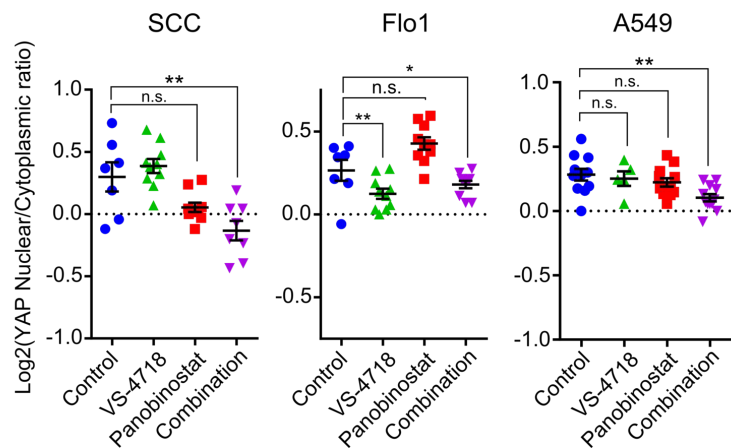 SCC
Flo1
A549
Log2(YAP Nuclear/Cytoplasmic ratio)
1.0
0.5
0.0
-0.5
-1.0
**
n.s.
Control
VS-4718
Panobinostat
Combination
0.5
0.0
-0.5
*
n.s.
**
Control
VS-4718
Panobinostat
Combination
1.0
0.5
0.0
-0.5
-1.0
**
n.s.
n.s.
Control
VS-4718
Panobinostat
Combination